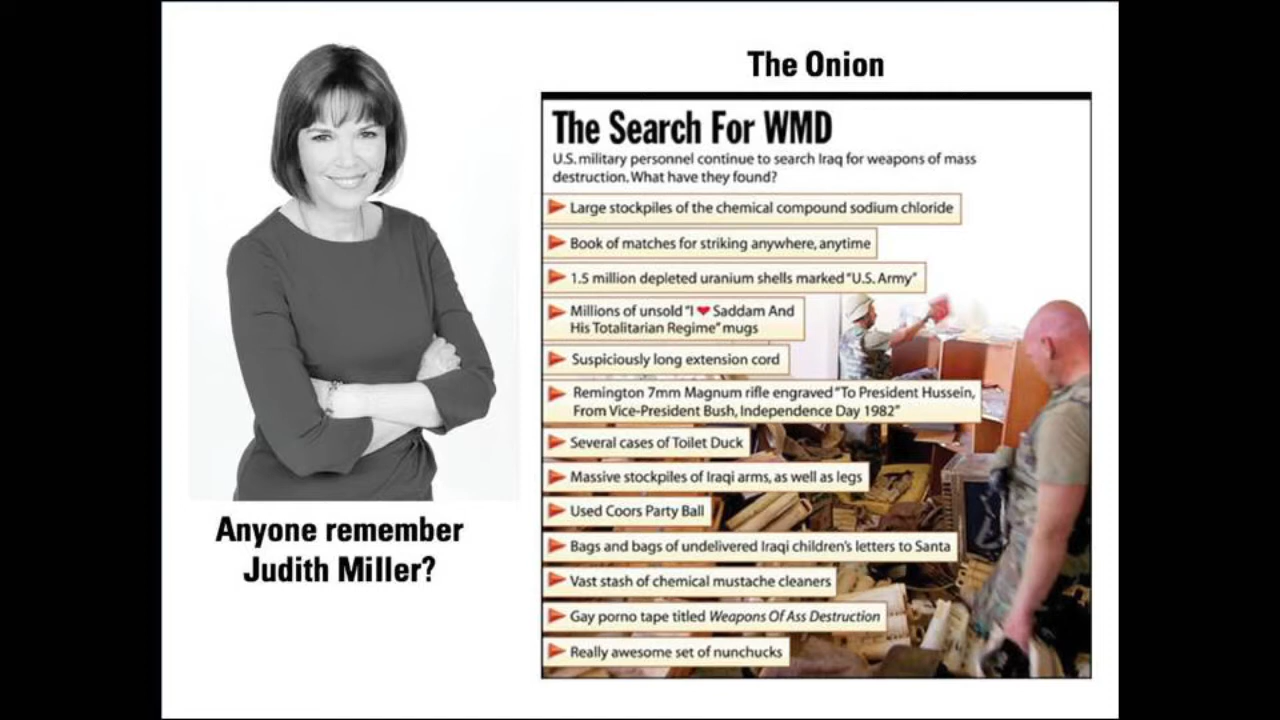 The Onion
The Search For WMD
U.S. military personnel continue to search Iraq for weapons of mass
destruction. What have they found?
Large stockpiles of the chemical compound sodium chloride
Book of matches for striking anywhere, anytime
1.5 million depleted uranium shells marked "U.S. Army"
Millions of unsold "I ❤ Saddam And
His Totalitarian Regime" mugs
Suspiciously long extension cord
Remington 7mm Magnum rifle engraved "To President Hussein,
From Vice-President Bush, Independence Day 1982"
Several cases of Toilet Duck
Massive stockpiles of Iraqi arms, as well as legs
Used Coors Party Ball
Bags and bags of undelivered Iraqi children's letters to Santa
Vast stash of chemical mustache cleaners
Gay porno tape titled Weapons Of Ass Destruction
Really awesome set of nunchucks
Anyone remember
Judith Miller?